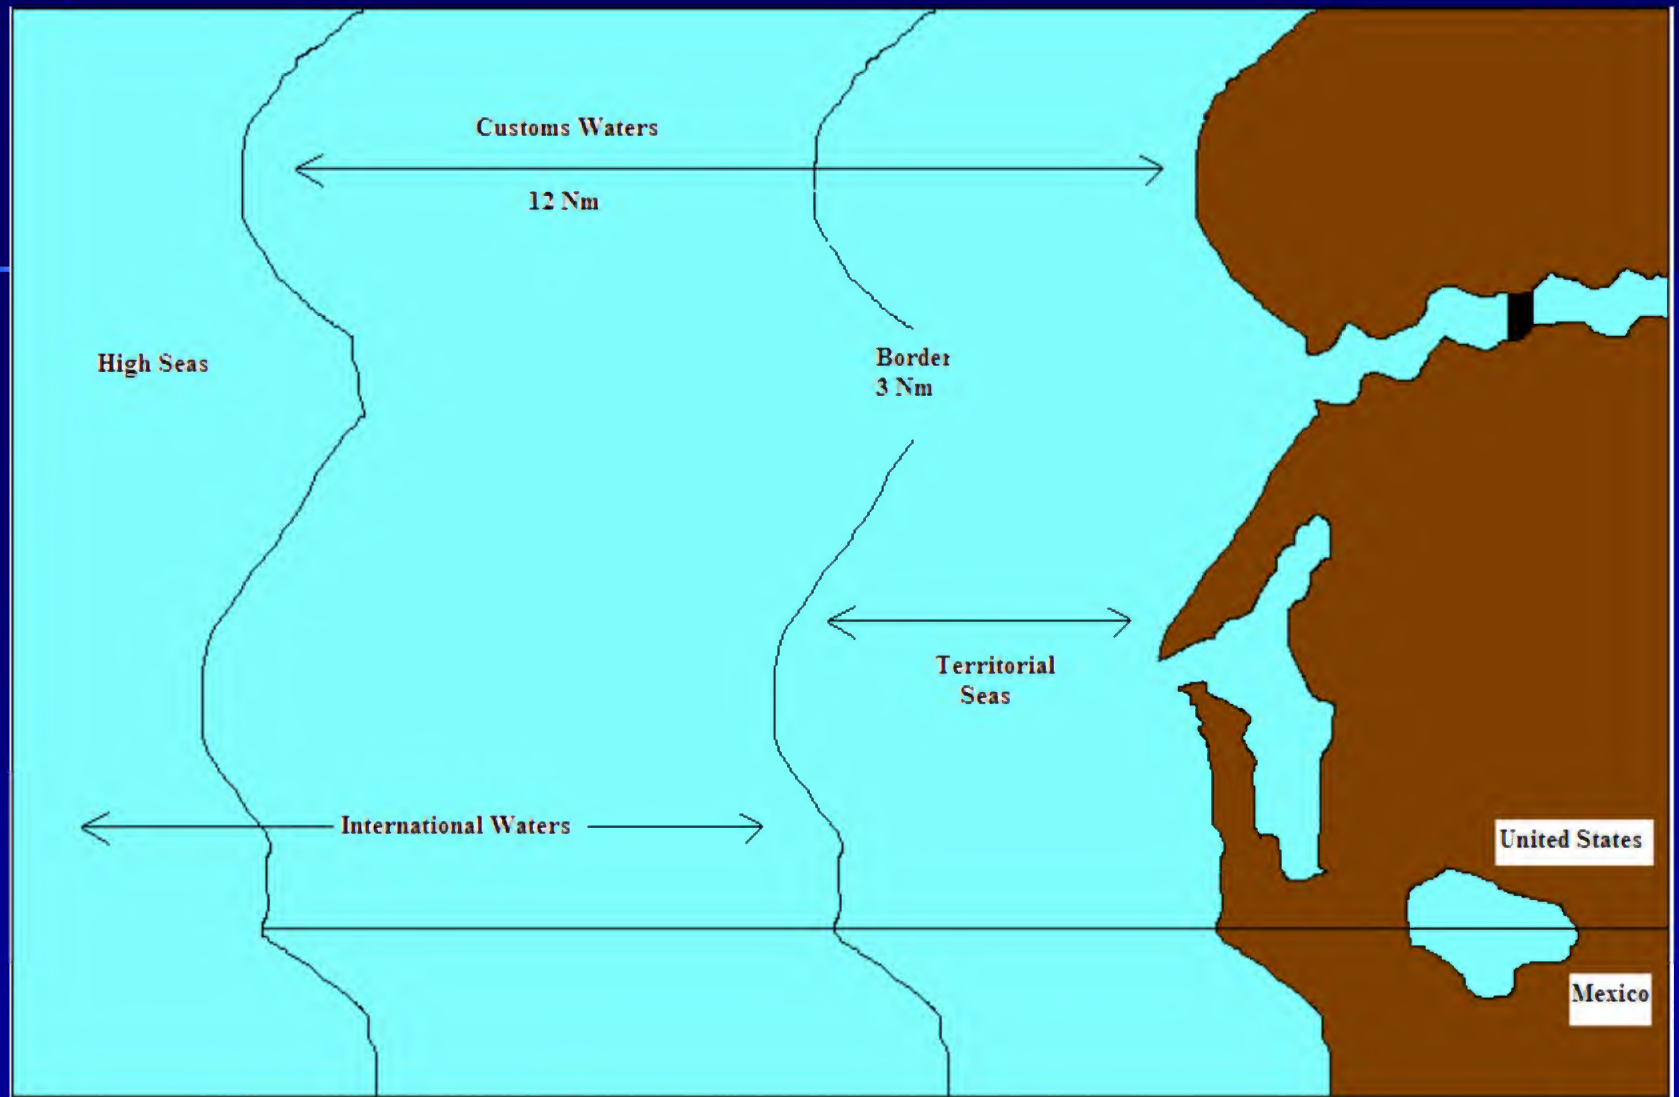 Customs Waters
12 Nm
High Seas
Border
3 Nm
Territorial
Seas
International Waters
United States
Mexico